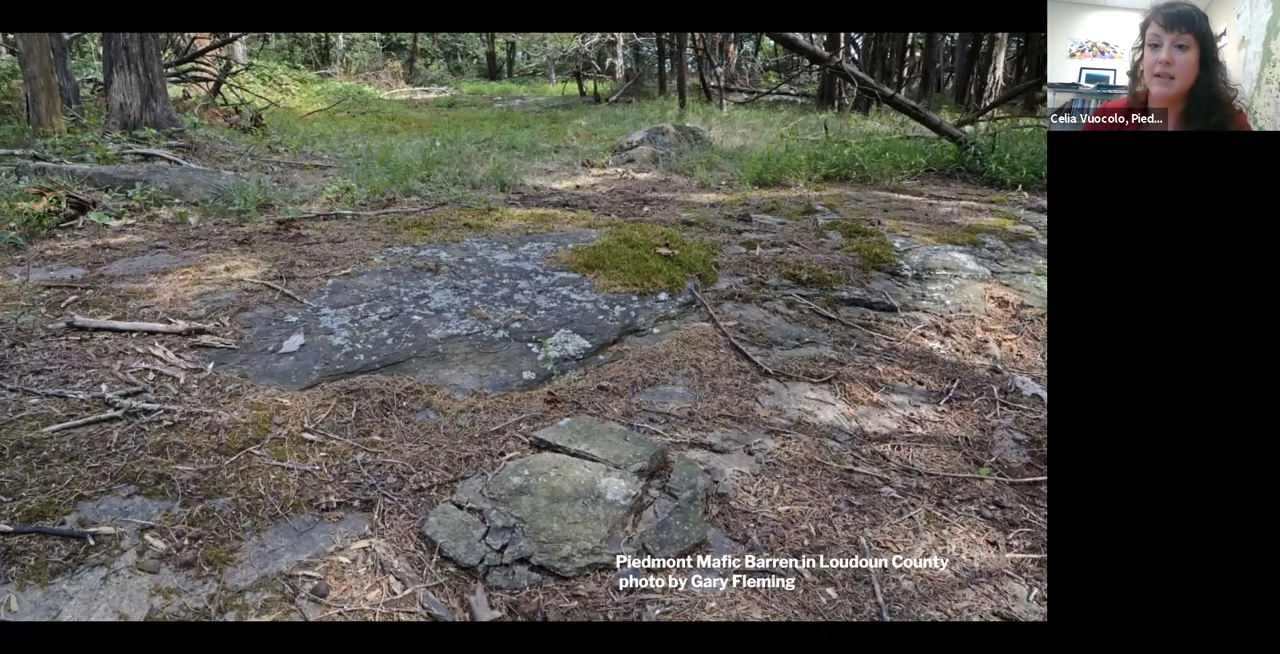 Celia Vuocolo, Pied...
Piedmont Mafic Barren in Loudoun County
photo by Gary Fleming